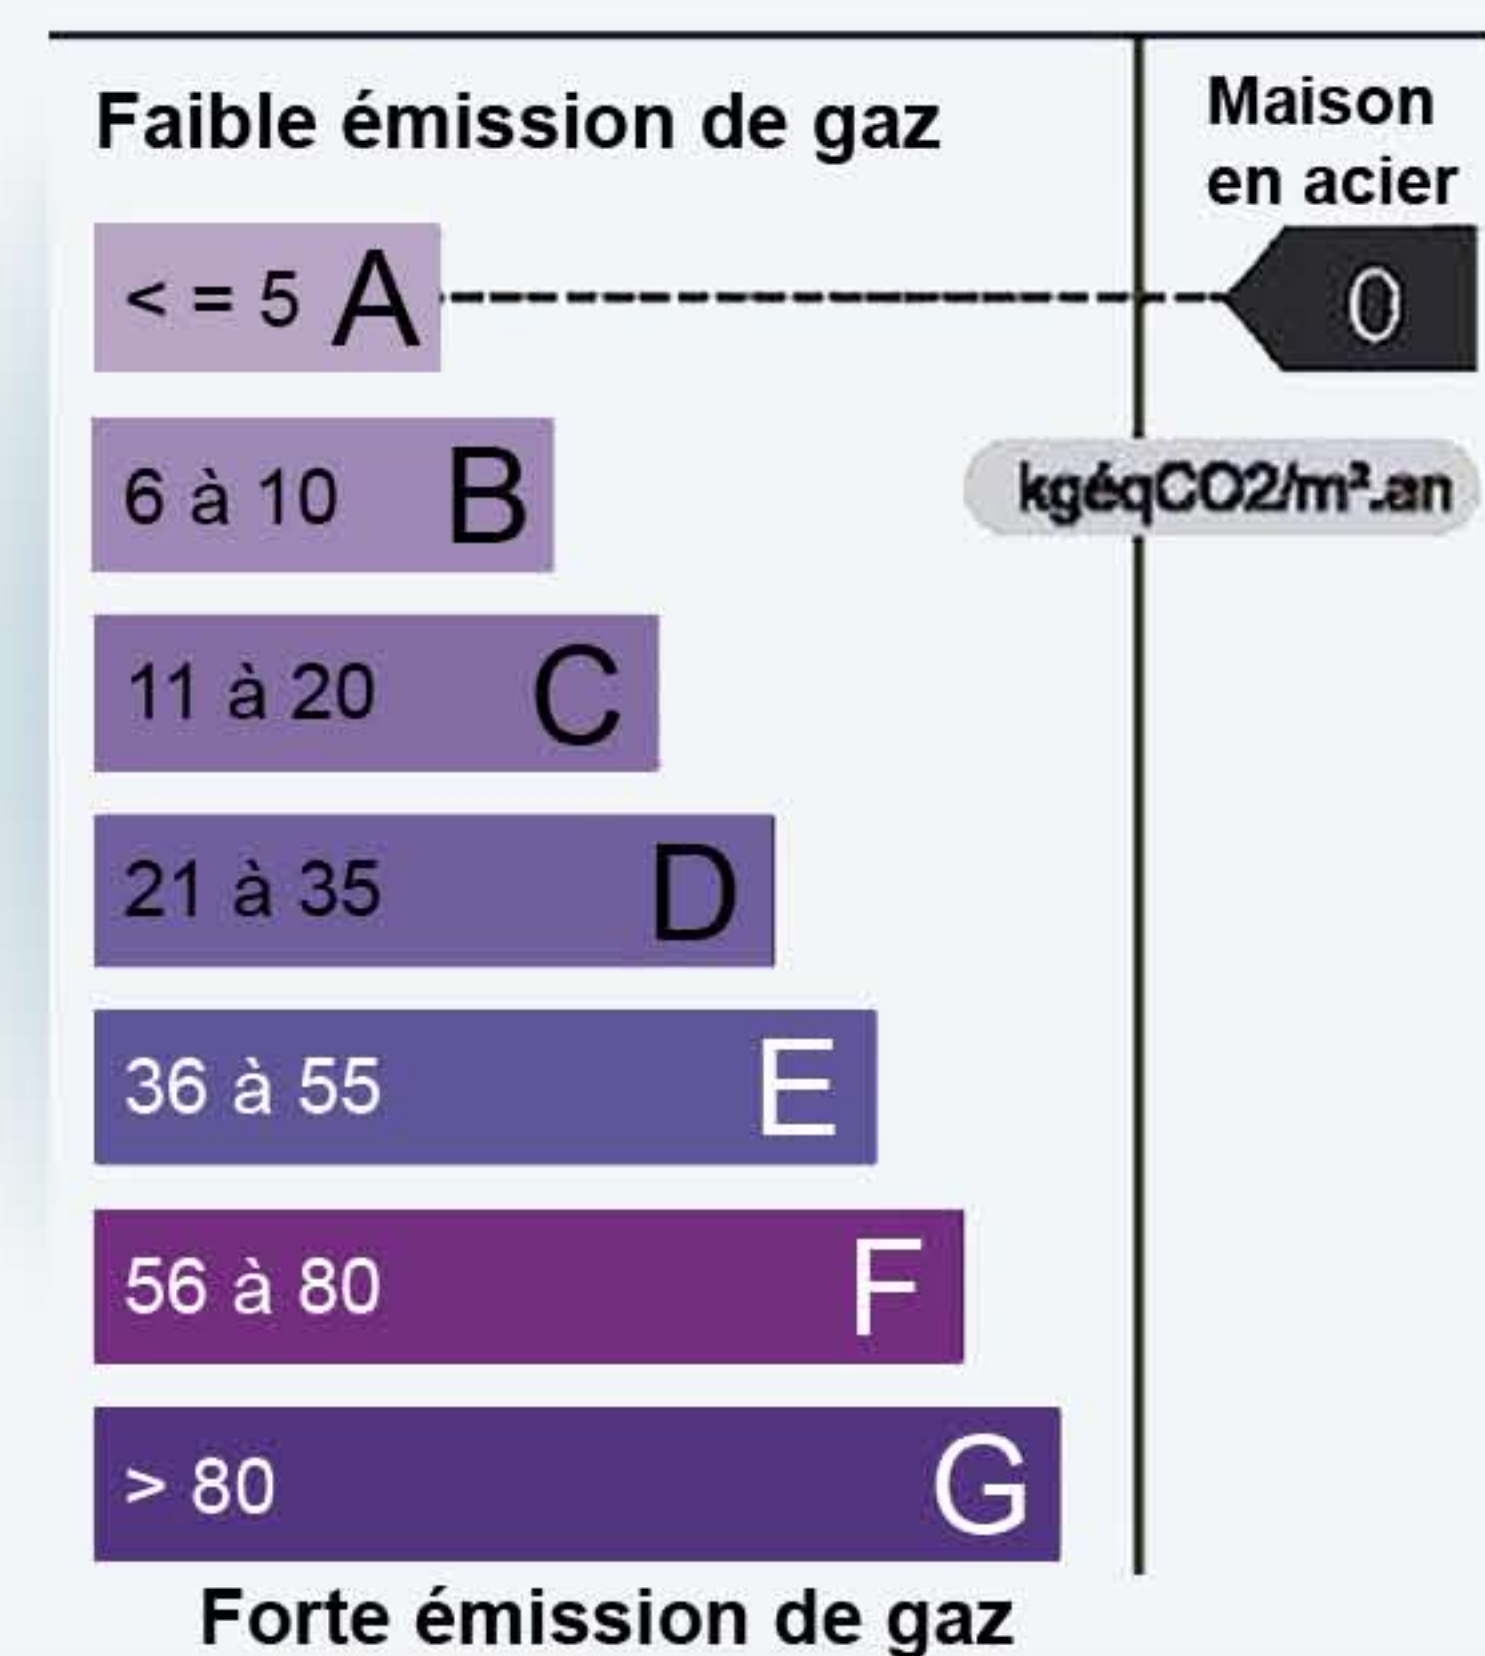 Faible émission de gaz
Maison
en acier
< = 5 A
0
6 à 10 B
kgéqCO2/m².an
11 à 20 C
21 à 35 D
36 à 55 E
56 à 80 F
> 80 G
Forte émission de gaz